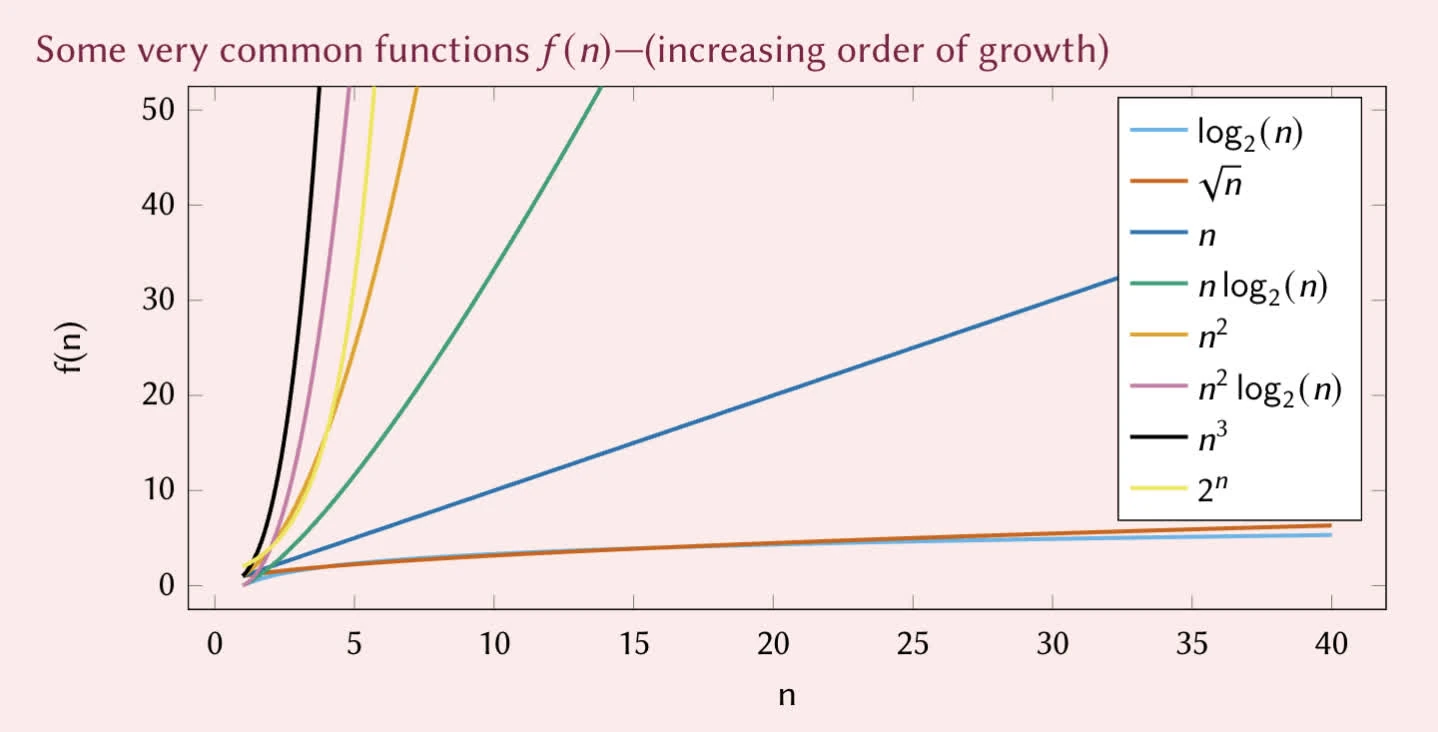 Some very common functions f(n)—(increasing order of growth)
50
40
30
20
10
0
f(n)
0 5 10 15 20 25 30 35 40
n
log₂(n)
√n
n
n log₂(n)
n²
n² log₂(n)
n³
2ⁿ